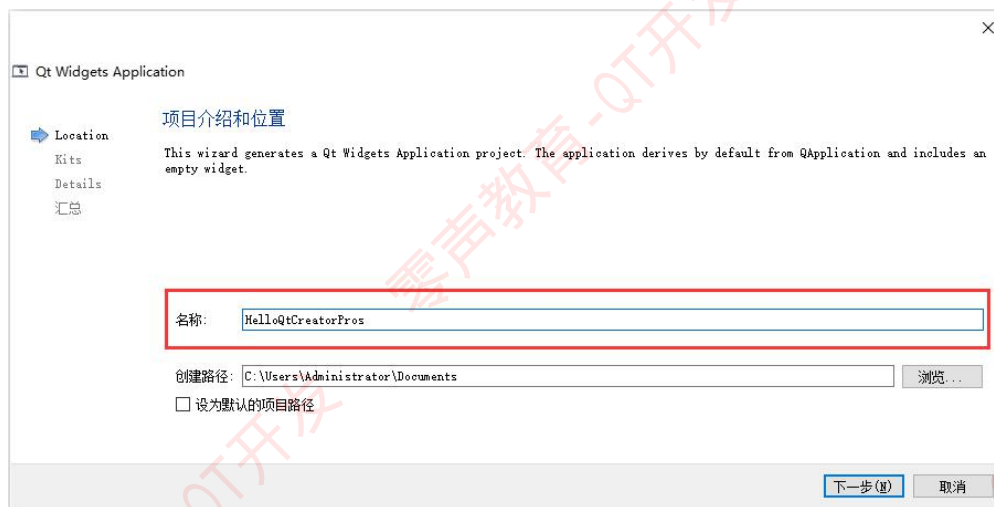 Qt Widgets Application
Location
Kits
Details
汇总
项目介绍和位置
This wizard generates a Qt Widgets Application project. The application derives by default from QApplication and includes an
empty widget.
名称: HelloQtCreatorPros
创建路径: C:\Users\Administrator\Documents 浏览...
设为默认的项目路径
下一步(N) 取消
零声教育-QT开发
QT开发